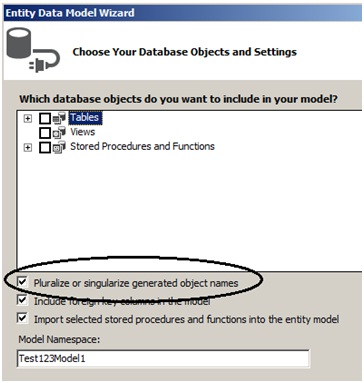 Entity Data Model Wizard
Choose Your Database Objects and Settings
Which database objects do you want to include in your model?
Tables
Views
Stored Procedures and Functions
Pluralize or singularize generated object names
Include foreign key columns in the model
Import selected stored procedures and functions into the entity model
Model Namespace:
Test123Model1